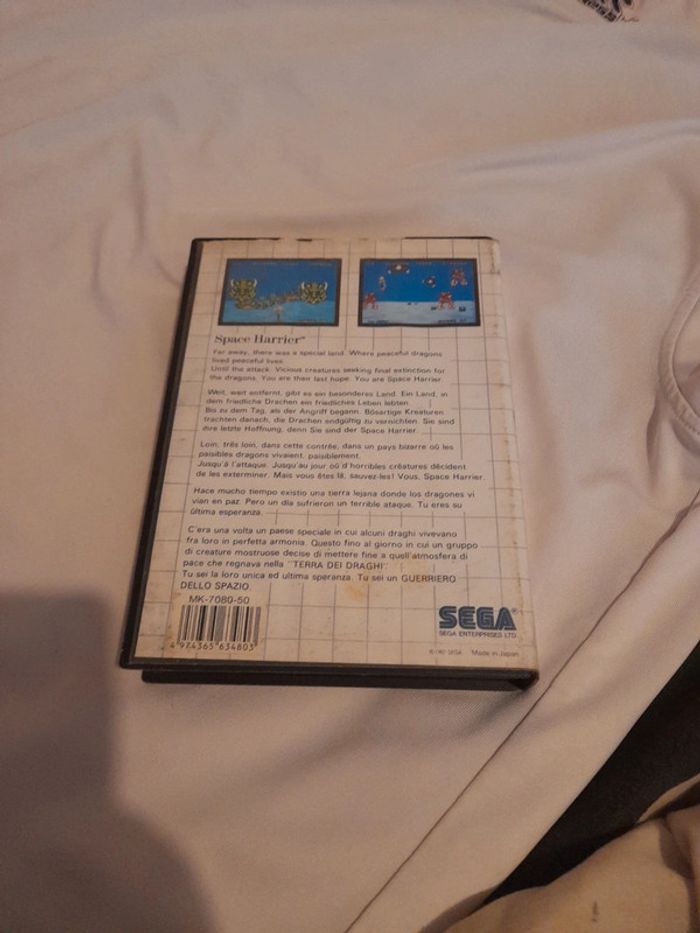 Space Harrier™
Far away, there was a special land. Where peaceful dragons
lived peaceful lives.
Until the attack. Vicious creatures seeking final extinction for
the dragons. You are their last hope. You are Space Harrier.
Weit, weit entfernt, gibt es ein besonderes Land. Ein Land, in
dem friedliche Drachen ein friedliches Leben lebten.
Bis zu dem Tag, als der Angriff begann. Bösartige Kreaturen
trachten danach, die Drachen endgültig zu vernichten. Sie sind
ihre letzte Hoffnung, denn Sie sind der Space Harrier.
Loin, très loin, dans cette contrée, dans un pays bizarre où les
paisibles dragons vivaient, paisiblement.
Jusqu'à l'attaque. Jusqu'au jour où d'horribles créatures décident
de les exterminer. Mais vous êtes là, sauvez-les! Vous, Space Harrier.
Hace mucho tiempo existio una tierra lejana donde los dragones vi
vian en paz. Pero un dia sufrieron un terrible ataque. Tu eres su
última esperanza.
C'era una volta un paese speciale in cui alcuni draghi vivevano
fra loro in perfetta armonia. Questo fino al giorno in cui un gruppo
di creature mostruose decise di mettere fine a quell'atmosfera di
pace che regnava nella "TERRA DEI DRAGHI".
Tu sei la loro unica ed ultima speranza. Tu sei un GUERRIERO
DELLO SPAZIO.
MK-7080-50
4 974365 634803
SEGA®
SEGA ENTERPRISES LTD.
SEGA Made in Japan